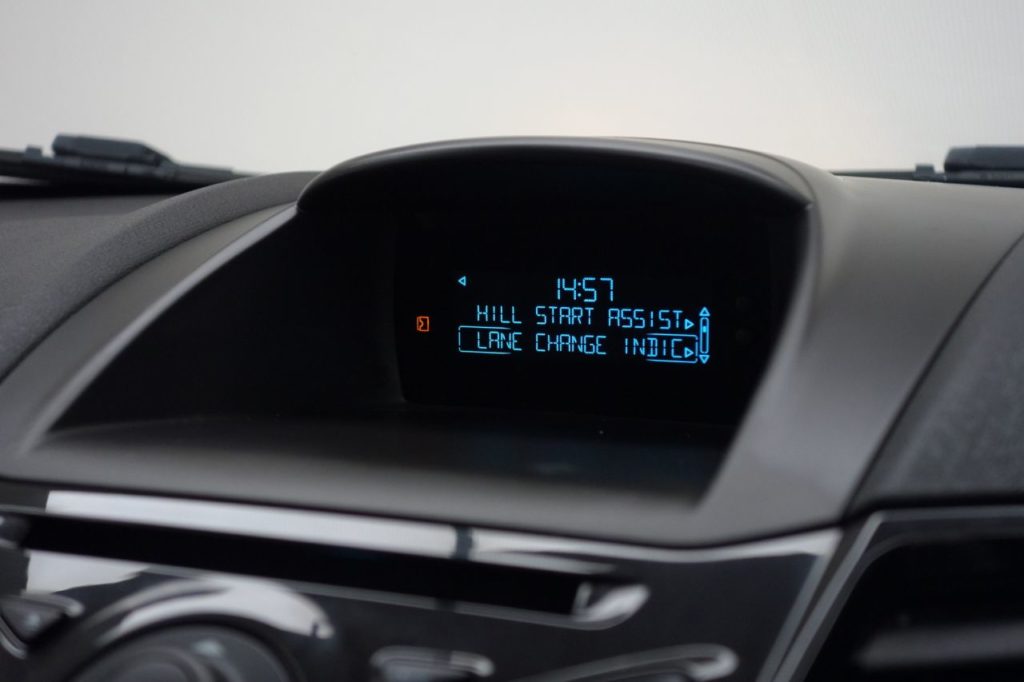 14:57
HILL START ASSIST
LANE CHANGE INDIC